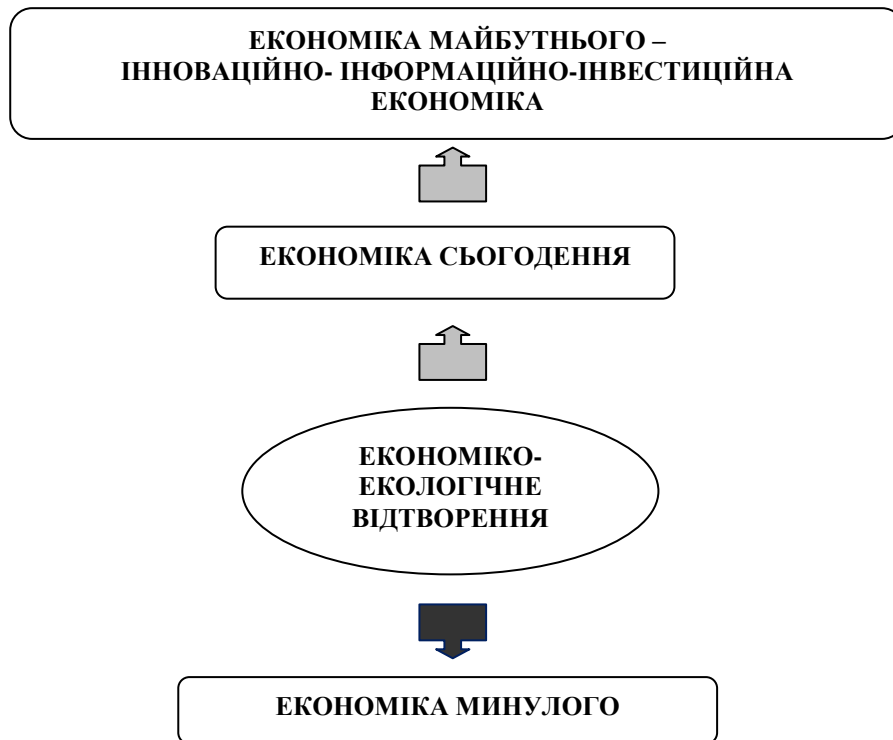 ЕКОНОМІКА МАЙБУТНЬОГО –
ІННОВАЦІЙНО- ІНФОРМАЦІЙНО-ІНВЕСТИЦІЙНА
ЕКОНОМІКА
ЕКОНОМІКА СЬОГОДЕННЯ
ЕКОНОМІКО-
ЕКОЛОГІЧНЕ
ВІДТВОРЕННЯ
ЕКОНОМІКА МИНУЛОГО